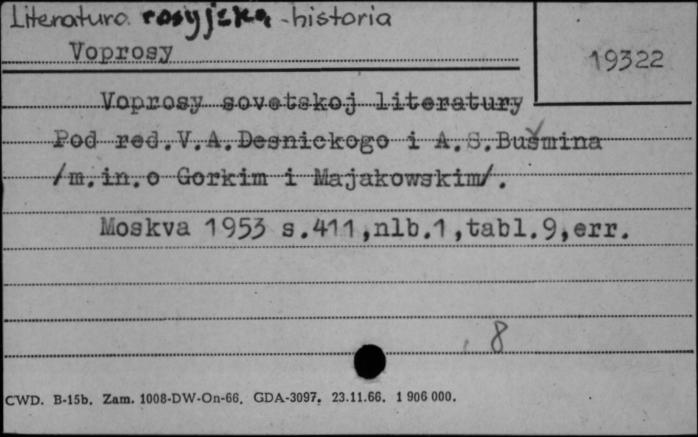 Literatura rosyjska - historia
Voprosy
19322
Voprosy sovetskoj literatury
Pod red.V.A.Desnickogo i A.S.Bušmina
/m.in.o Gorkim i Majakowskim/.
Moskva 1953 s.411,nlb.1,tabl.9,err.
8
CWD. B-15b. Zam. 1008-DW-On-66. GDA-3097. 23.11.66. 1 906 000.